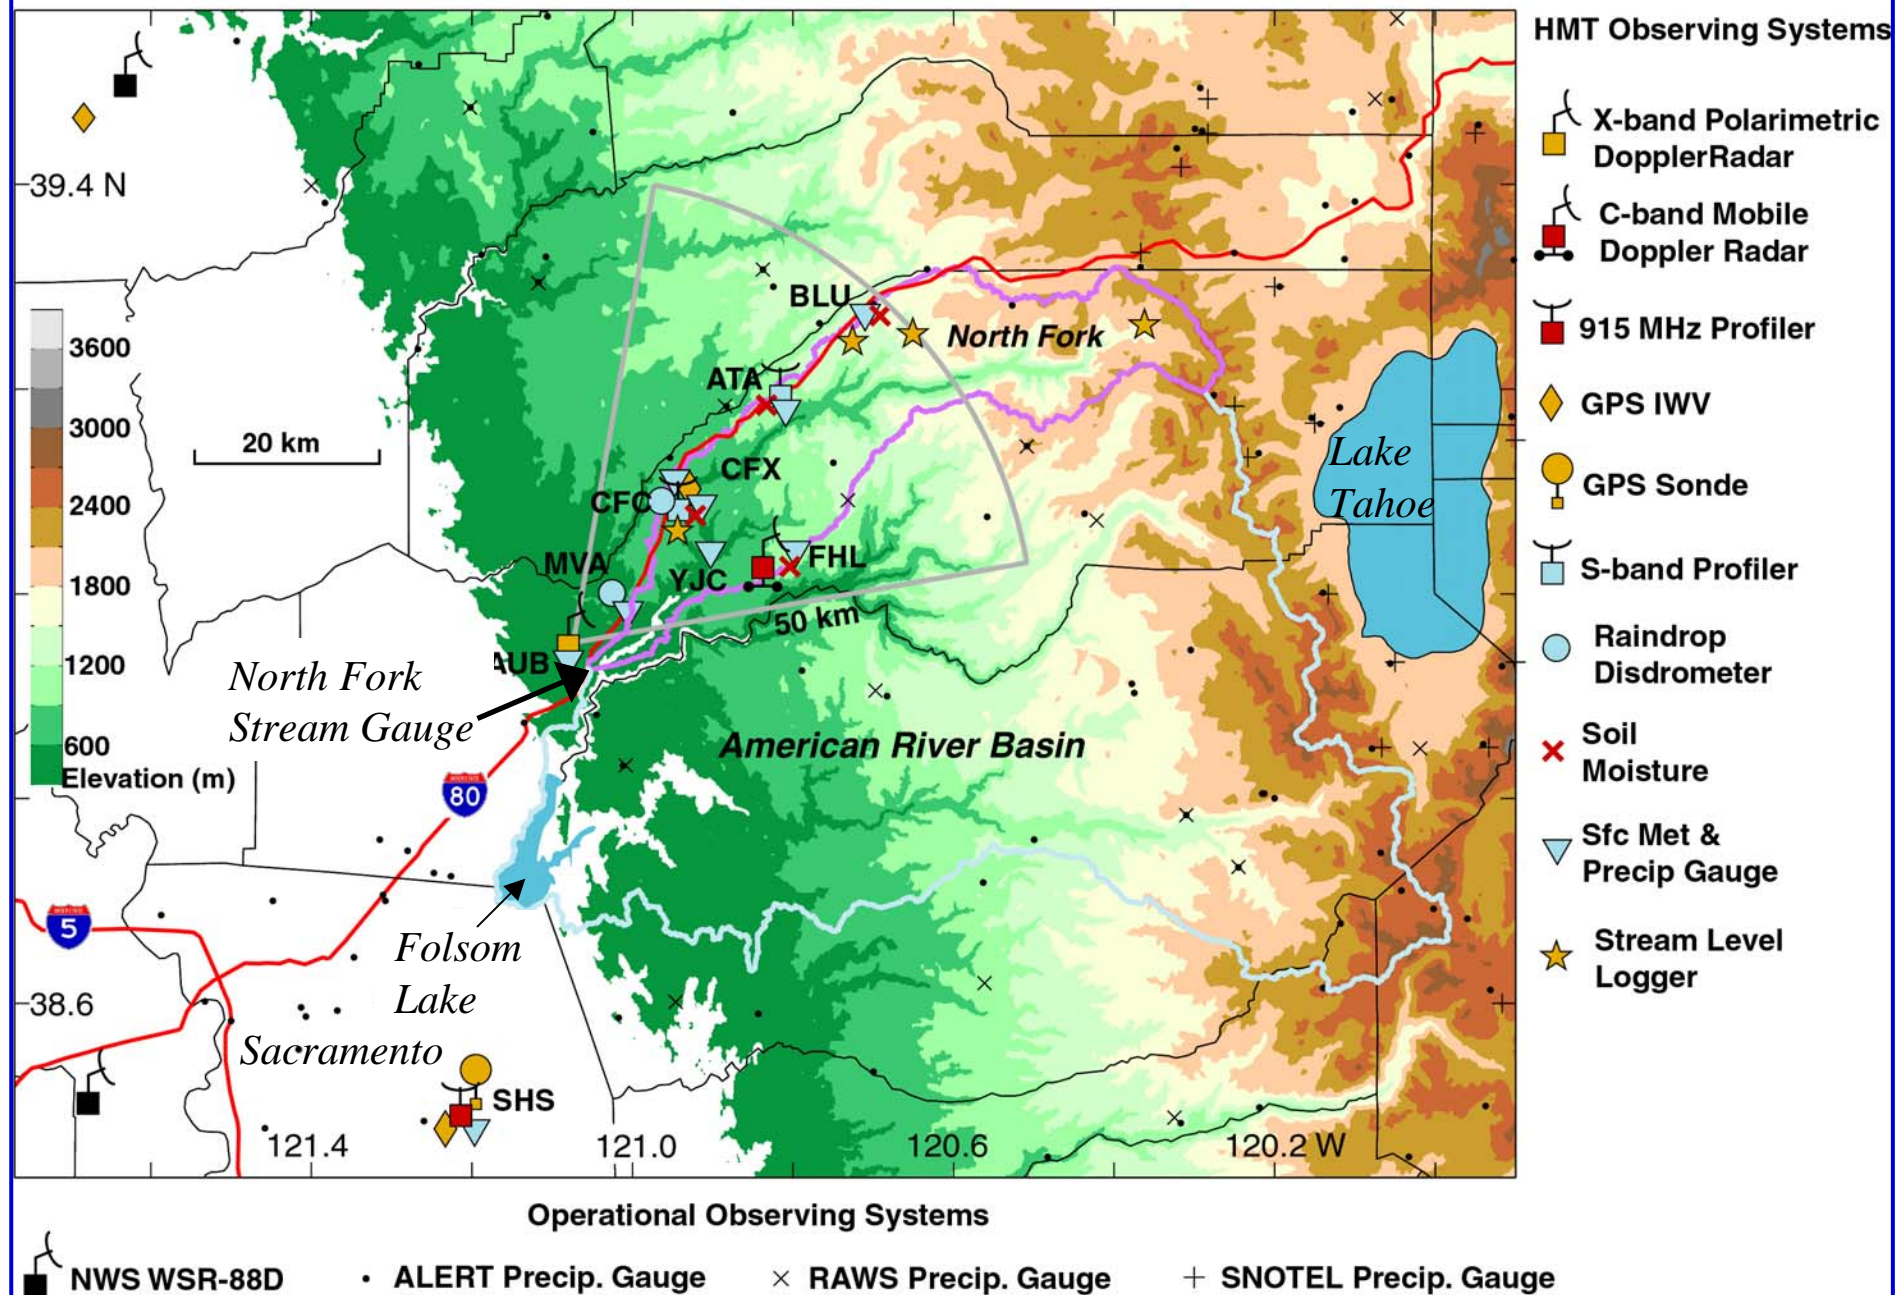 HMT Observing Systems
X-band Polarimetric
DopplerRadar
C-band Mobile
Doppler Radar
915 MHz Profiler
GPS IWV
GPS Sonde
S-band Profiler
Raindrop
Disdrometer
Soil
Moisture
Sfc Met &
Precip Gauge
Stream Level
Logger
39.4 N
3600
3000
2400
1800
1200
600
Elevation (m)
20 km
BLU
North Fork
ATA
CFX
CFC
MVA
YJC
FHL
50 km
AUB
Lake
Tahoe
North Fork
Stream Gauge
American River Basin
80
5
Folsom
Lake
38.6
Sacramento
SHS
121.4
121.0
120.6
120.2 W
Operational Observing Systems
NWS WSR-88D
ALERT Precip. Gauge
RAWS Precip. Gauge
SNOTEL Precip. Gauge